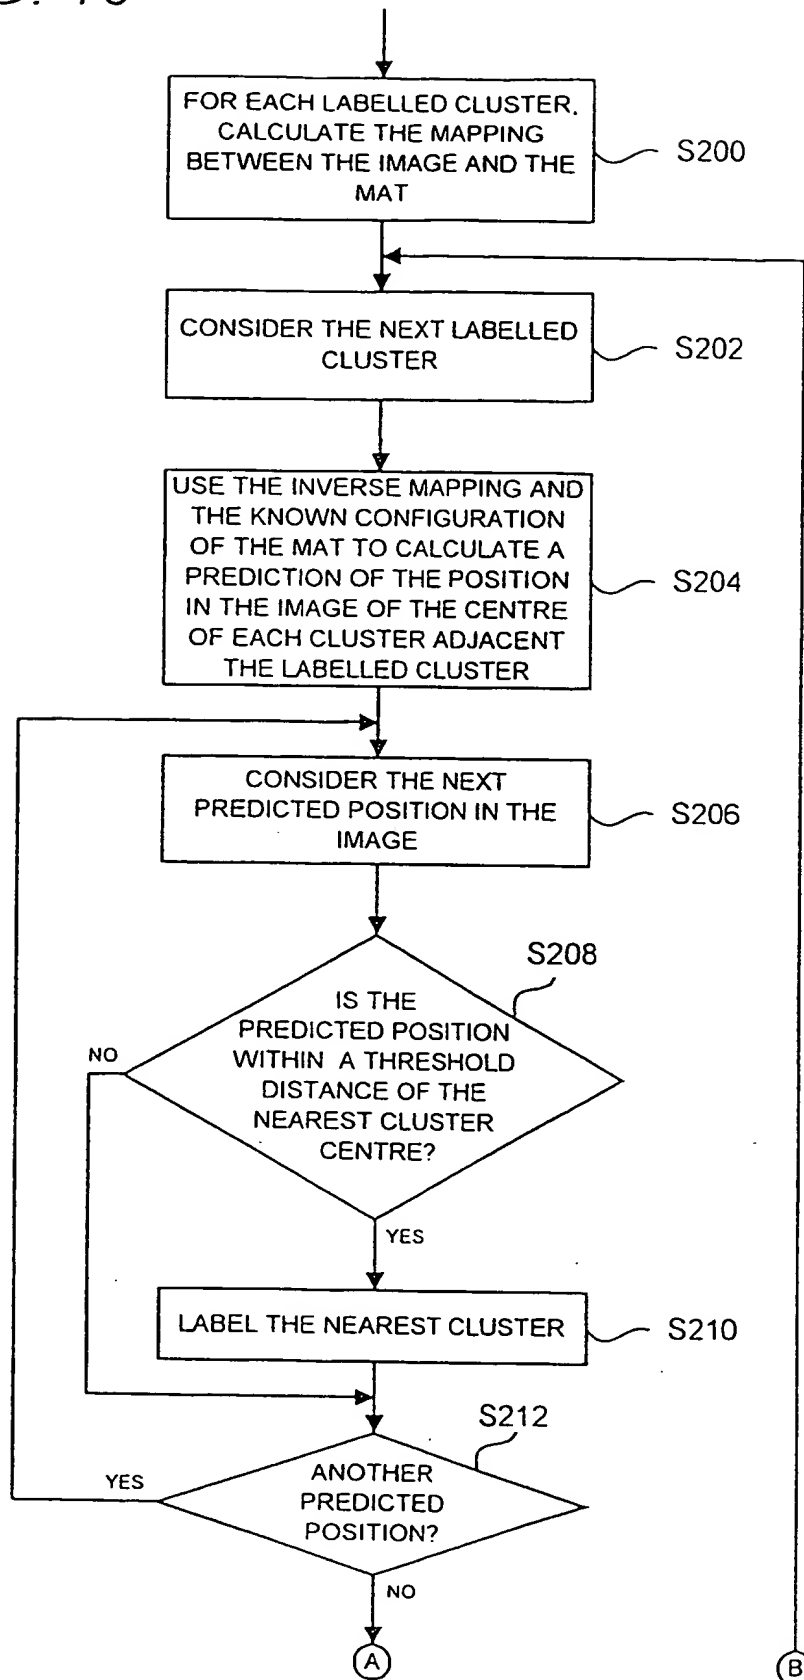 FOR EACH LABELLED CLUSTER,
CALCULATE THE MAPPING
BETWEEN THE IMAGE AND THE
MAT
S200
CONSIDER THE NEXT LABELLED
CLUSTER
S202
USE THE INVERSE MAPPING AND
THE KNOWN CONFIGURATION
OF THE MAT TO CALCULATE A
PREDICTION OF THE POSITION
IN THE IMAGE OF THE CENTRE
OF EACH CLUSTER ADJACENT
THE LABELLED CLUSTER
S204
CONSIDER THE NEXT
PREDICTED POSITION IN THE
IMAGE
S206
S208
IS THE
PREDICTED POSITION
WITHIN A THRESHOLD
DISTANCE OF THE
NEAREST CLUSTER
CENTRE?
NO
YES
LABEL THE NEAREST CLUSTER
S210
S212
ANOTHER
PREDICTED
POSITION?
YES
NO
A
B